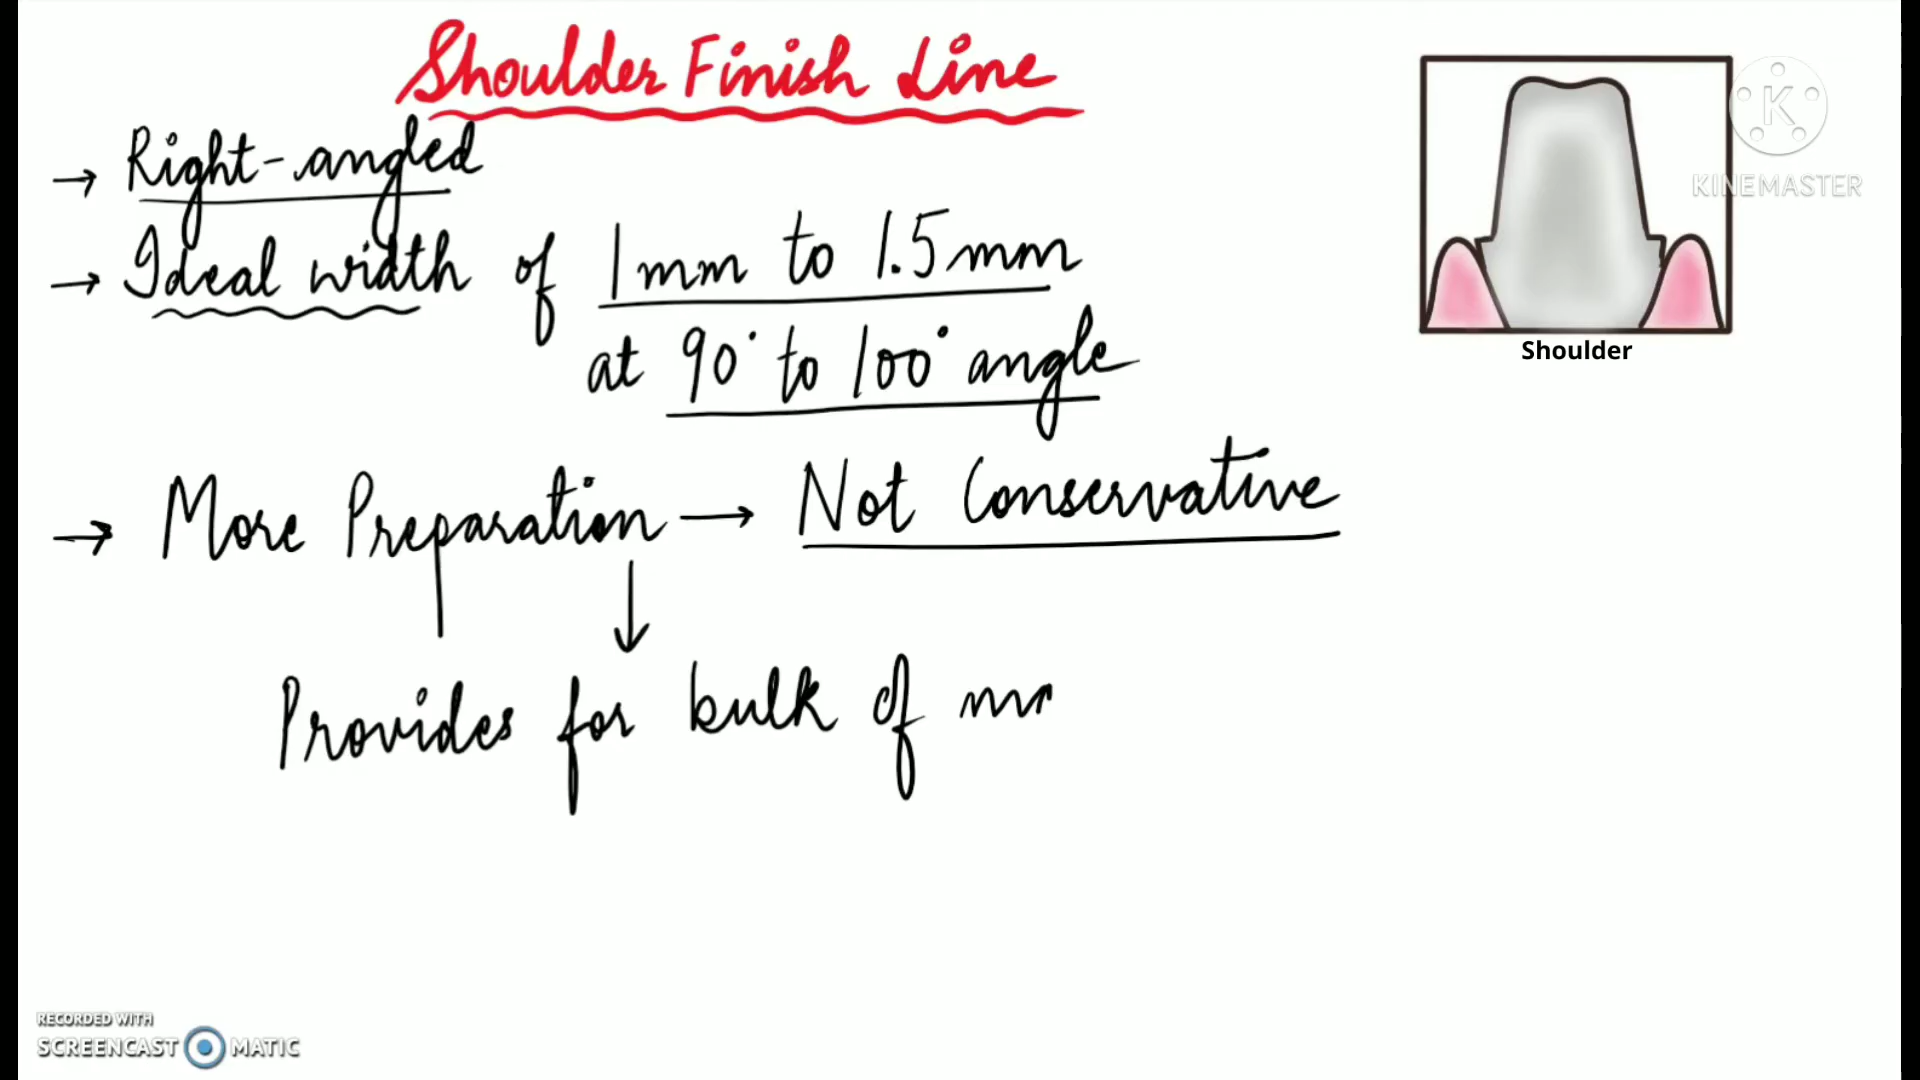 Shoulder Finish Line
→ Right-angled
→ Ideal width of 1mm to 1.5mm
at 90° to 100° angle
→ More Preparation → Not Conservative
↓
Provides for bulk of
Shoulder
KINEMASTER
RECORDED WITH
SCREENCAST MATIC